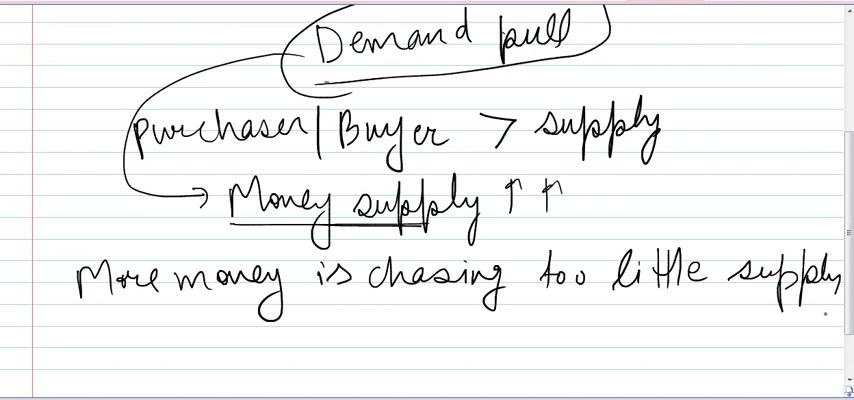 Demand pull
Purchaser/Buyer > supply
Money supply ↑ ↑
More money is chasing too little supply